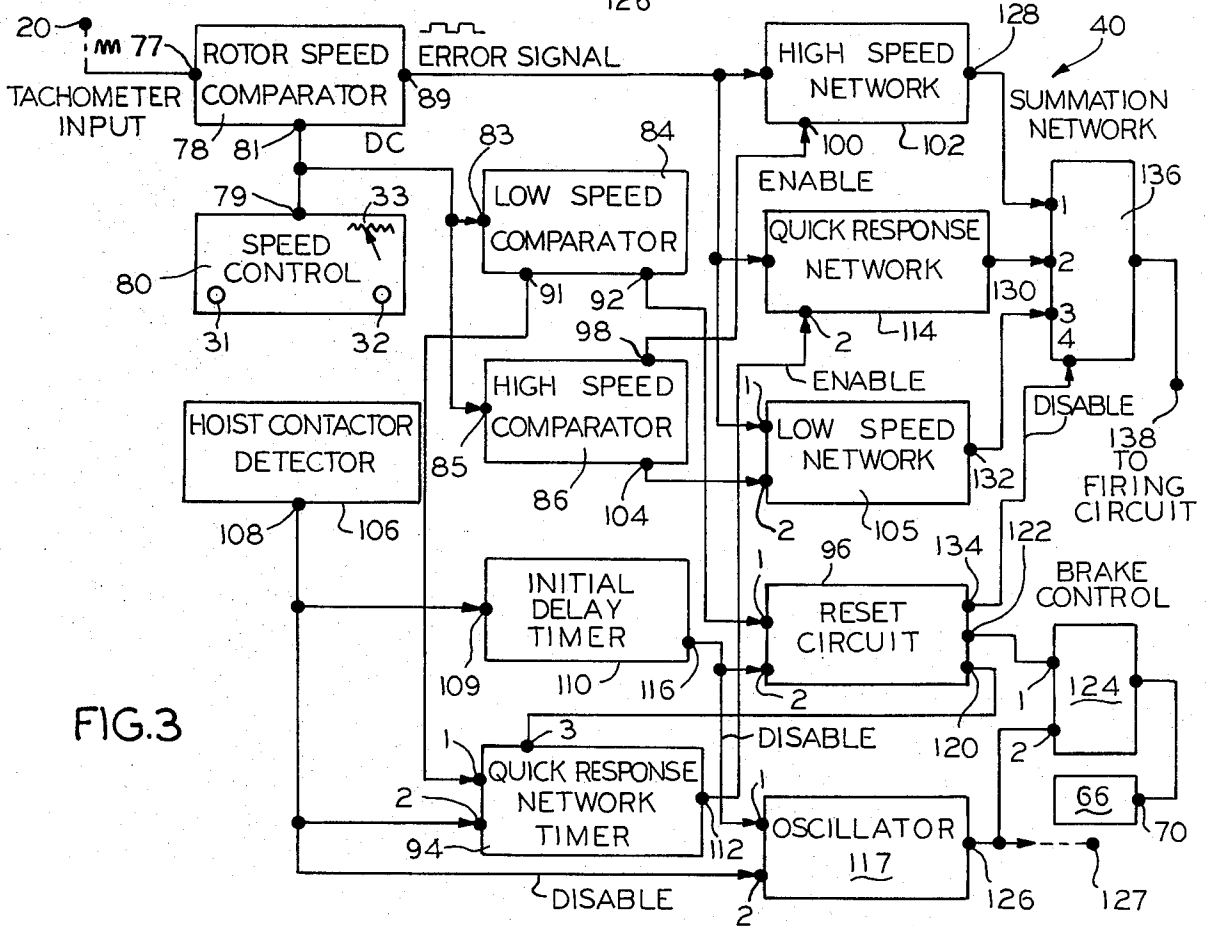 126
20
77
TACHOMETER
INPUT
ROTOR SPEED
COMPARATOR
78
81
DC
89
ERROR SIGNAL
HIGH SPEED
NETWORK
128
100
102
ENABLE
40
SUMMATION
NETWORK
136
1
2
3
4
79
33
SPEED
CONTROL
80
31
32
83
84
LOW SPEED
COMPARATOR
91
92
QUICK RESPONSE
NETWORK
130
2
114
ENABLE
98
HIGH SPEED
COMPARATOR
85
86
104
1
LOW SPEED
NETWORK
132
2
105
DISABLE
138
TO
FIRING
CIRCUIT
HOIST CONTACTOR
DETECTOR
108
106
INITIAL
DELAY
TIMER
109
110
116
96
1
RESET
CIRCUIT
2
134
122
120
BRAKE
CONTROL
124
1
2
66
70
FIG.3
DISABLE
3
1
2
QUICK RESPONSE
NETWORK
TIMER
94
112
1
OSCILLATOR
117
2
126
127
DISABLE